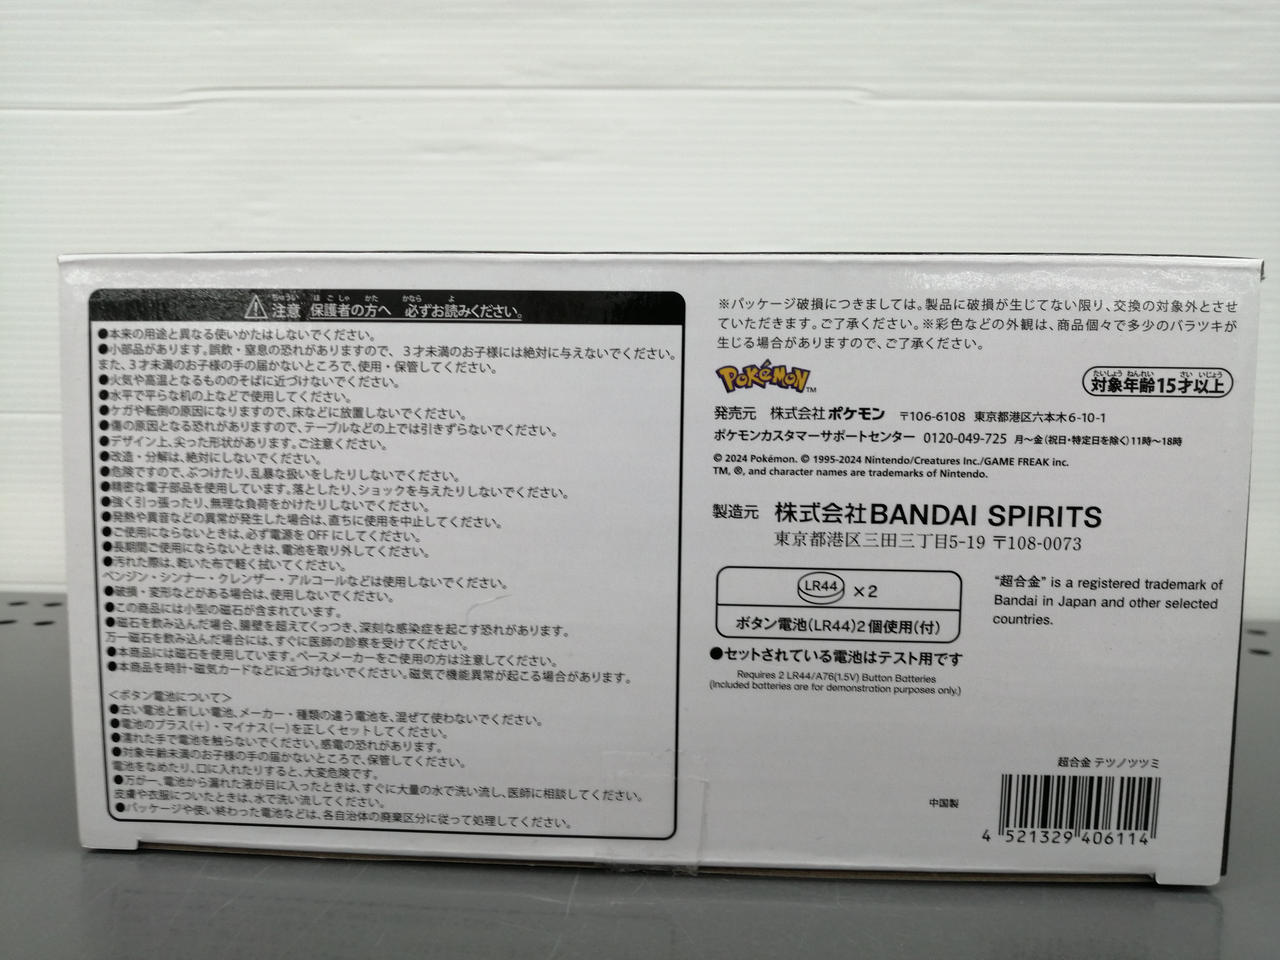 注意 保護者の方へ 必ずお読みください。
●本来の用途と異なる使いかたはしないでください。
●小部品があります。誤飲・窒息の恐れがありますので、3才未満のお子様には絶対に与えないでください。
また、3才未満のお子様の手の届かないところで、使用・保管してください。
●火気や高温となるもののそばに近づけないでください。
●水平で平らな机の上などで使用してください。
●ケガや転倒の原因になりますので、床などに放置しないでください。
●傷の原因となる恐れがありますので、テーブルなどの上では引きずらないでください。
●デザイン上、尖った形状があります。ご注意ください。
●改造・分解は、絶対にしないでください。
●危険ですので、ぶつけたり、乱暴な扱いをしたりしないでください。
●精密な電子部品を使用しています。落としたり、ショックを与えたりしないでください。
●強く引っ張ったり、無理な負荷をかけたりしないでください。
●発熱や異音などの異常が発生した場合は、直ちに使用を中止してください。
●ご使用にならないときは、必ず電源をOFFにしてください。
●長期間ご使用にならないときは、電池を取り外してください。
●汚れた際は、乾いた布で軽く拭いてください。
ベンジン・シンナー・クレンザー・アルコールなどは使用しないでください。
●破損・変形などがある場合は、使用しないでください。
●この商品には小型の磁石が含まれています。
●磁石を飲み込んだ場合、腸壁を超えてくっつき、深刻な感染症を起こす恐れがあります。
万一磁石を飲み込んだ場合には、すぐに医師の診察を受けてください。
●本商品には磁石を使用しています。ペースメーカーをご使用の方は注意してください。
●本商品を時計・磁気カードなどに近づけないでください。磁気で機能異常が起こる場合があります。
<ボタン電池について>
●古い電池と新しい電池、メーカー・種類の違う電池を、混ぜて使わないでください。
●電池のプラス(+)・マイナス(−)を正しくセットしてください。
●濡れた手で電池を触らないでください。感電の恐れがあります。
●対象年齢未満のお子様の手の届かないところで、保管してください。
電池をなめたり、口に入れたりすると、大変危険です。
●万が一、電池から漏れた液が目に入ったときは、すぐに大量の水で洗い流し、医師に相談してください。
皮膚や衣服についたときは、水で洗い流してください。
●パッケージや使い終わった電池などは、各自治体の廃棄区分に従って処理してください。
※パッケージ破損につきましては。製品に破損が生じてない限り、交換の対象外とさせ
ていただきます。ご了承ください。※彩色などの外観は、商品個々で多少のバラツキが
生じる場合がありますので、ご了承ください。
POKéMON TM
対象年齢15才以上
発売元 株式会社ポケモン 〒106-6108 東京都港区六本木6-10-1
ポケモンカスタマーサポートセンター 0120-049-725 月~金(祝日・特定日を除く)11時~18時
© 2024 Pokémon. © 1995-2024 Nintendo/Creatures Inc./GAME FREAK inc.
TM, ®, and character names are trademarks of Nintendo.
製造元 株式会社BANDAI SPIRITS
東京都港区三田三丁目5-19 〒108-0073
LR44 ×2
ボタン電池(LR44)2個使用(付)
●セットされている電池はテスト用です
Requires 2 LR44/A76(1.5V) Button Batteries
(Included batteries are for demonstration purposes only.)
"超合金" is a registered trademark of
Bandai in Japan and other selected
countries.
超合金 テツノツツミ
中国製
4 521329 406114